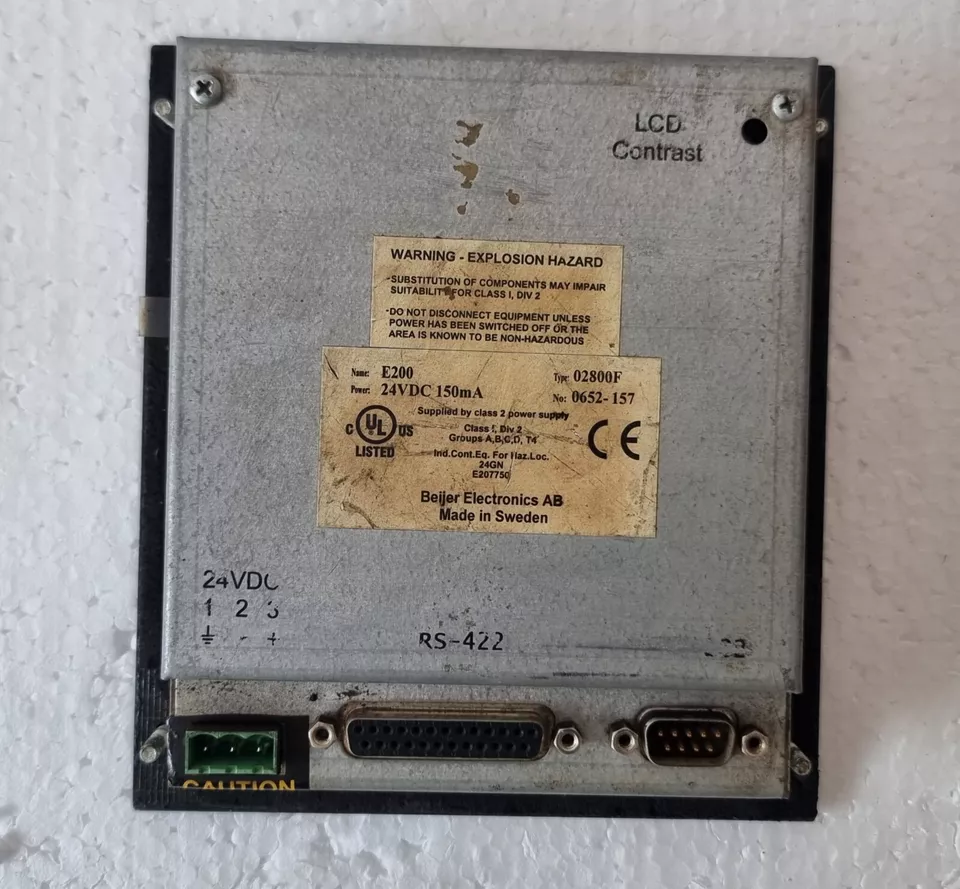 LCD
Contrast
WARNING - EXPLOSION HAZARD
-SUBSTITUTION OF COMPONENTS MAY IMPAIR
SUITABILITY FOR CLASS I, DIV 2
-DO NOT DISCONNECT EQUIPMENT UNLESS
POWER HAS BEEN SWITCHED OFF OR THE
AREA IS KNOWN TO BE NON-HAZARDOUS
Name: E200 Type: 02800F
Power: 24VDC 150mA No: 0652-157
Supplied by class 2 power supply
Class I, Div 2
Groups A,B,C,D, T4
C UL US
LISTED
CE
Ind.Cont.Eq. For Haz.Loc.
24GN
E207750
Beijer Electronics AB
Made in Sweden
24VDC
1 2 3
- +
RS-422
CAUTION